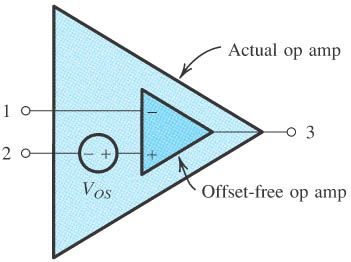 Actual op amp
1
−
3
2
− +
+
V_OS
Offset-free op amp